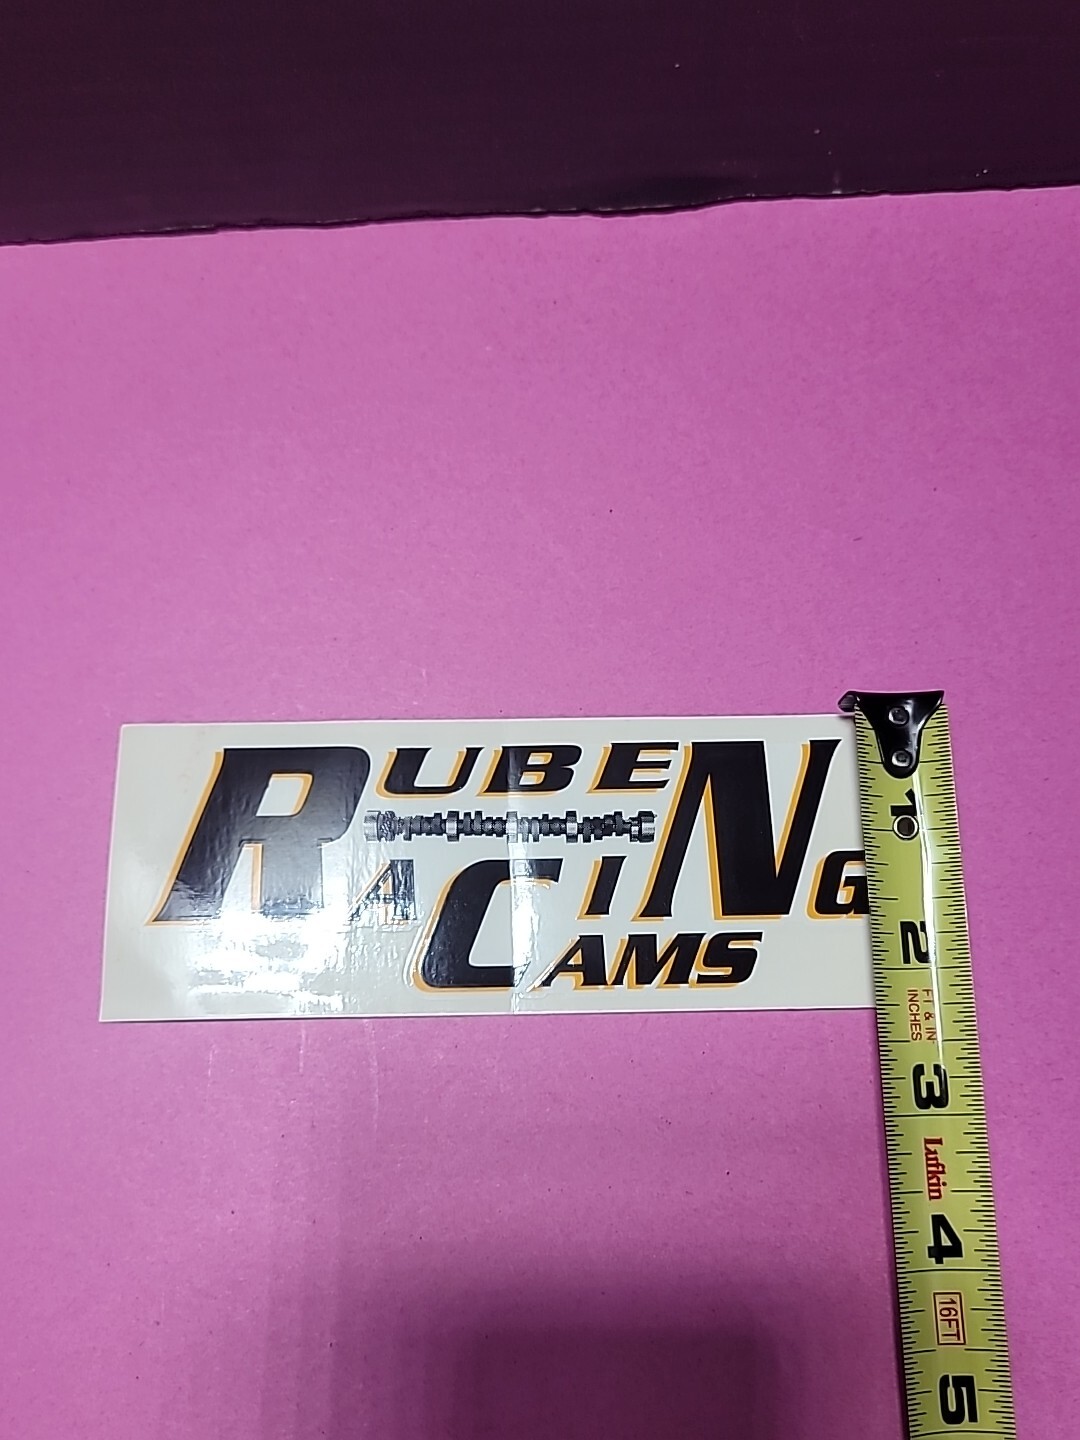 RUBEN
RACING
CAMS
1
2
FT & IN
INCHES
3
Lufkin
4
16FT
5